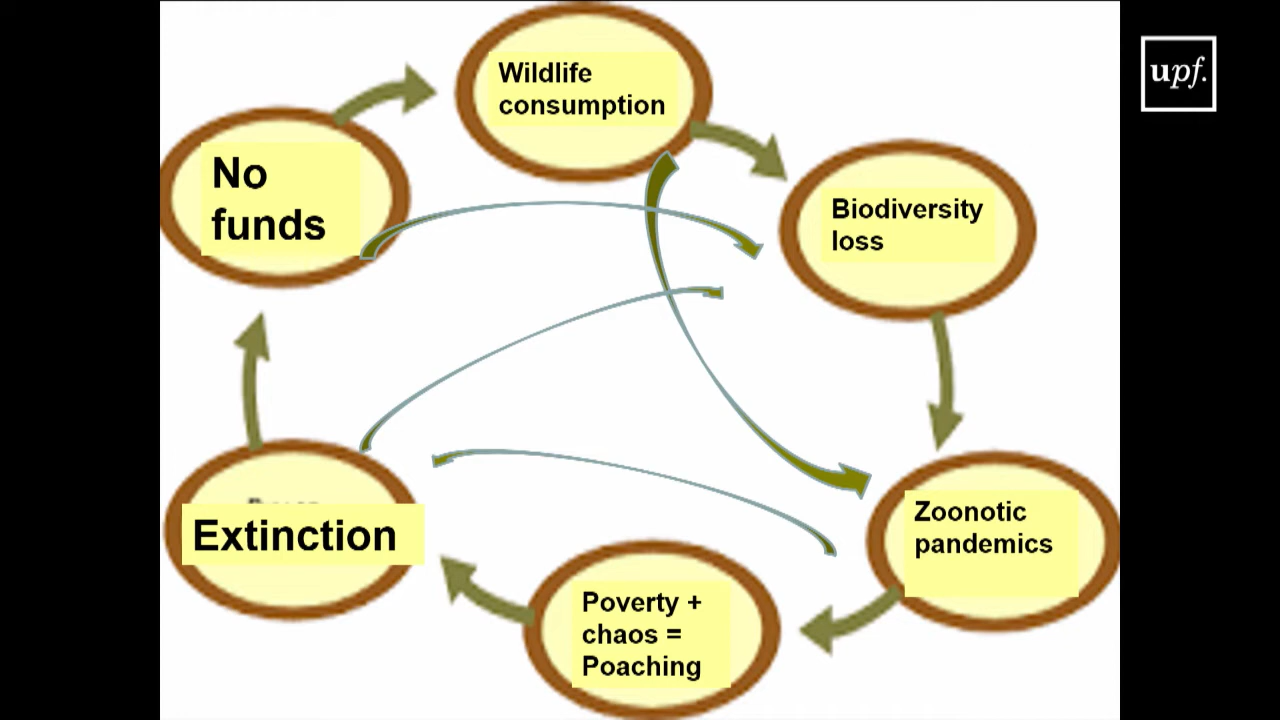 Wildlife
consumption
upf.
No
funds
Biodiversity
loss
Zoonotic
pandemics
Extinction
Poverty +
chaos =
Poaching